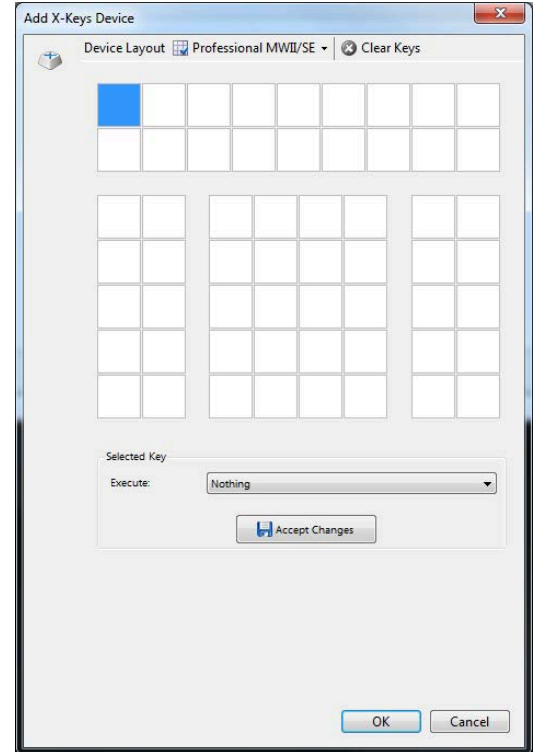 Add X-Keys Device
Device Layout Professional MWII/SE Clear Keys
Selected Key
Execute: Nothing
Accept Changes
OK Cancel